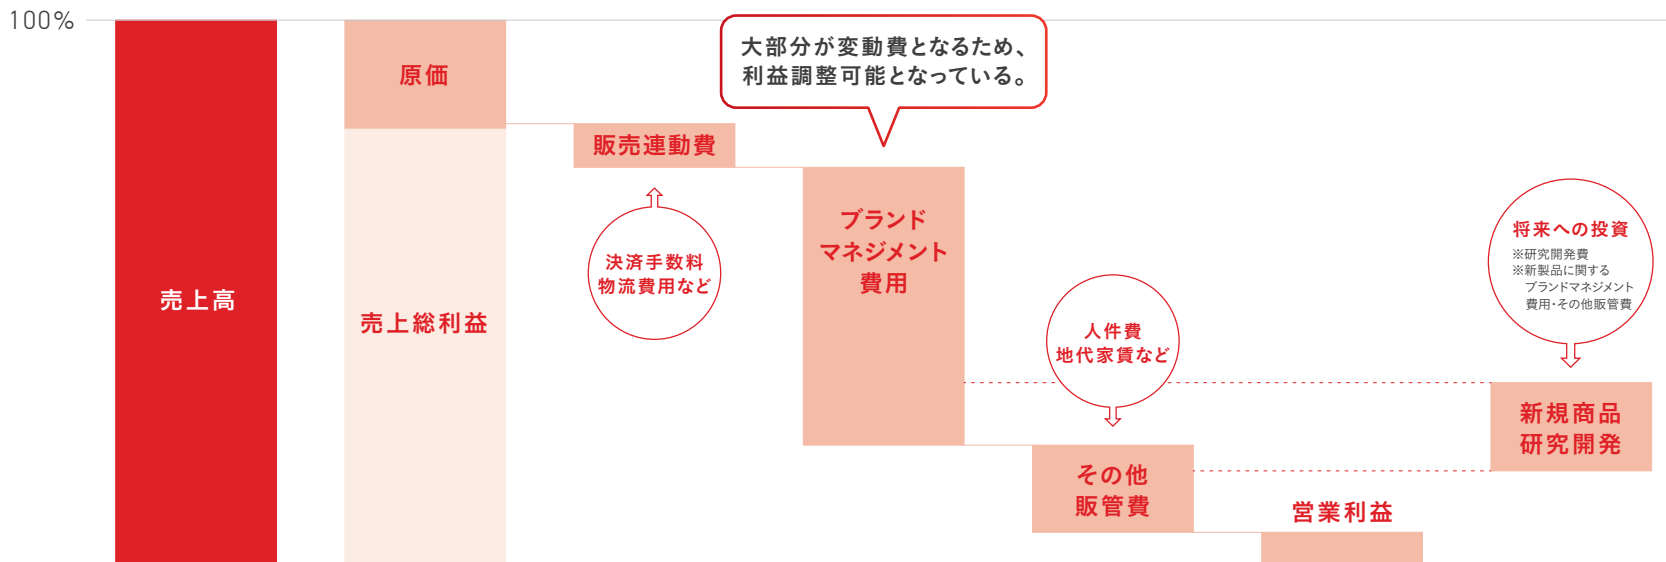 100%
売上高
原価
売上総利益
販売連動費
決済手数料
物流費用など
大部分が変動費となるため、
利益調整可能となっている。
ブランド
マネジメント
費用
人件費
地代家賃など
その他
販管費
営業利益
将来への投資
※研究開発費
※新製品に関する
ブランドマネジメント
費用・その他販管費
新規商品
研究開発